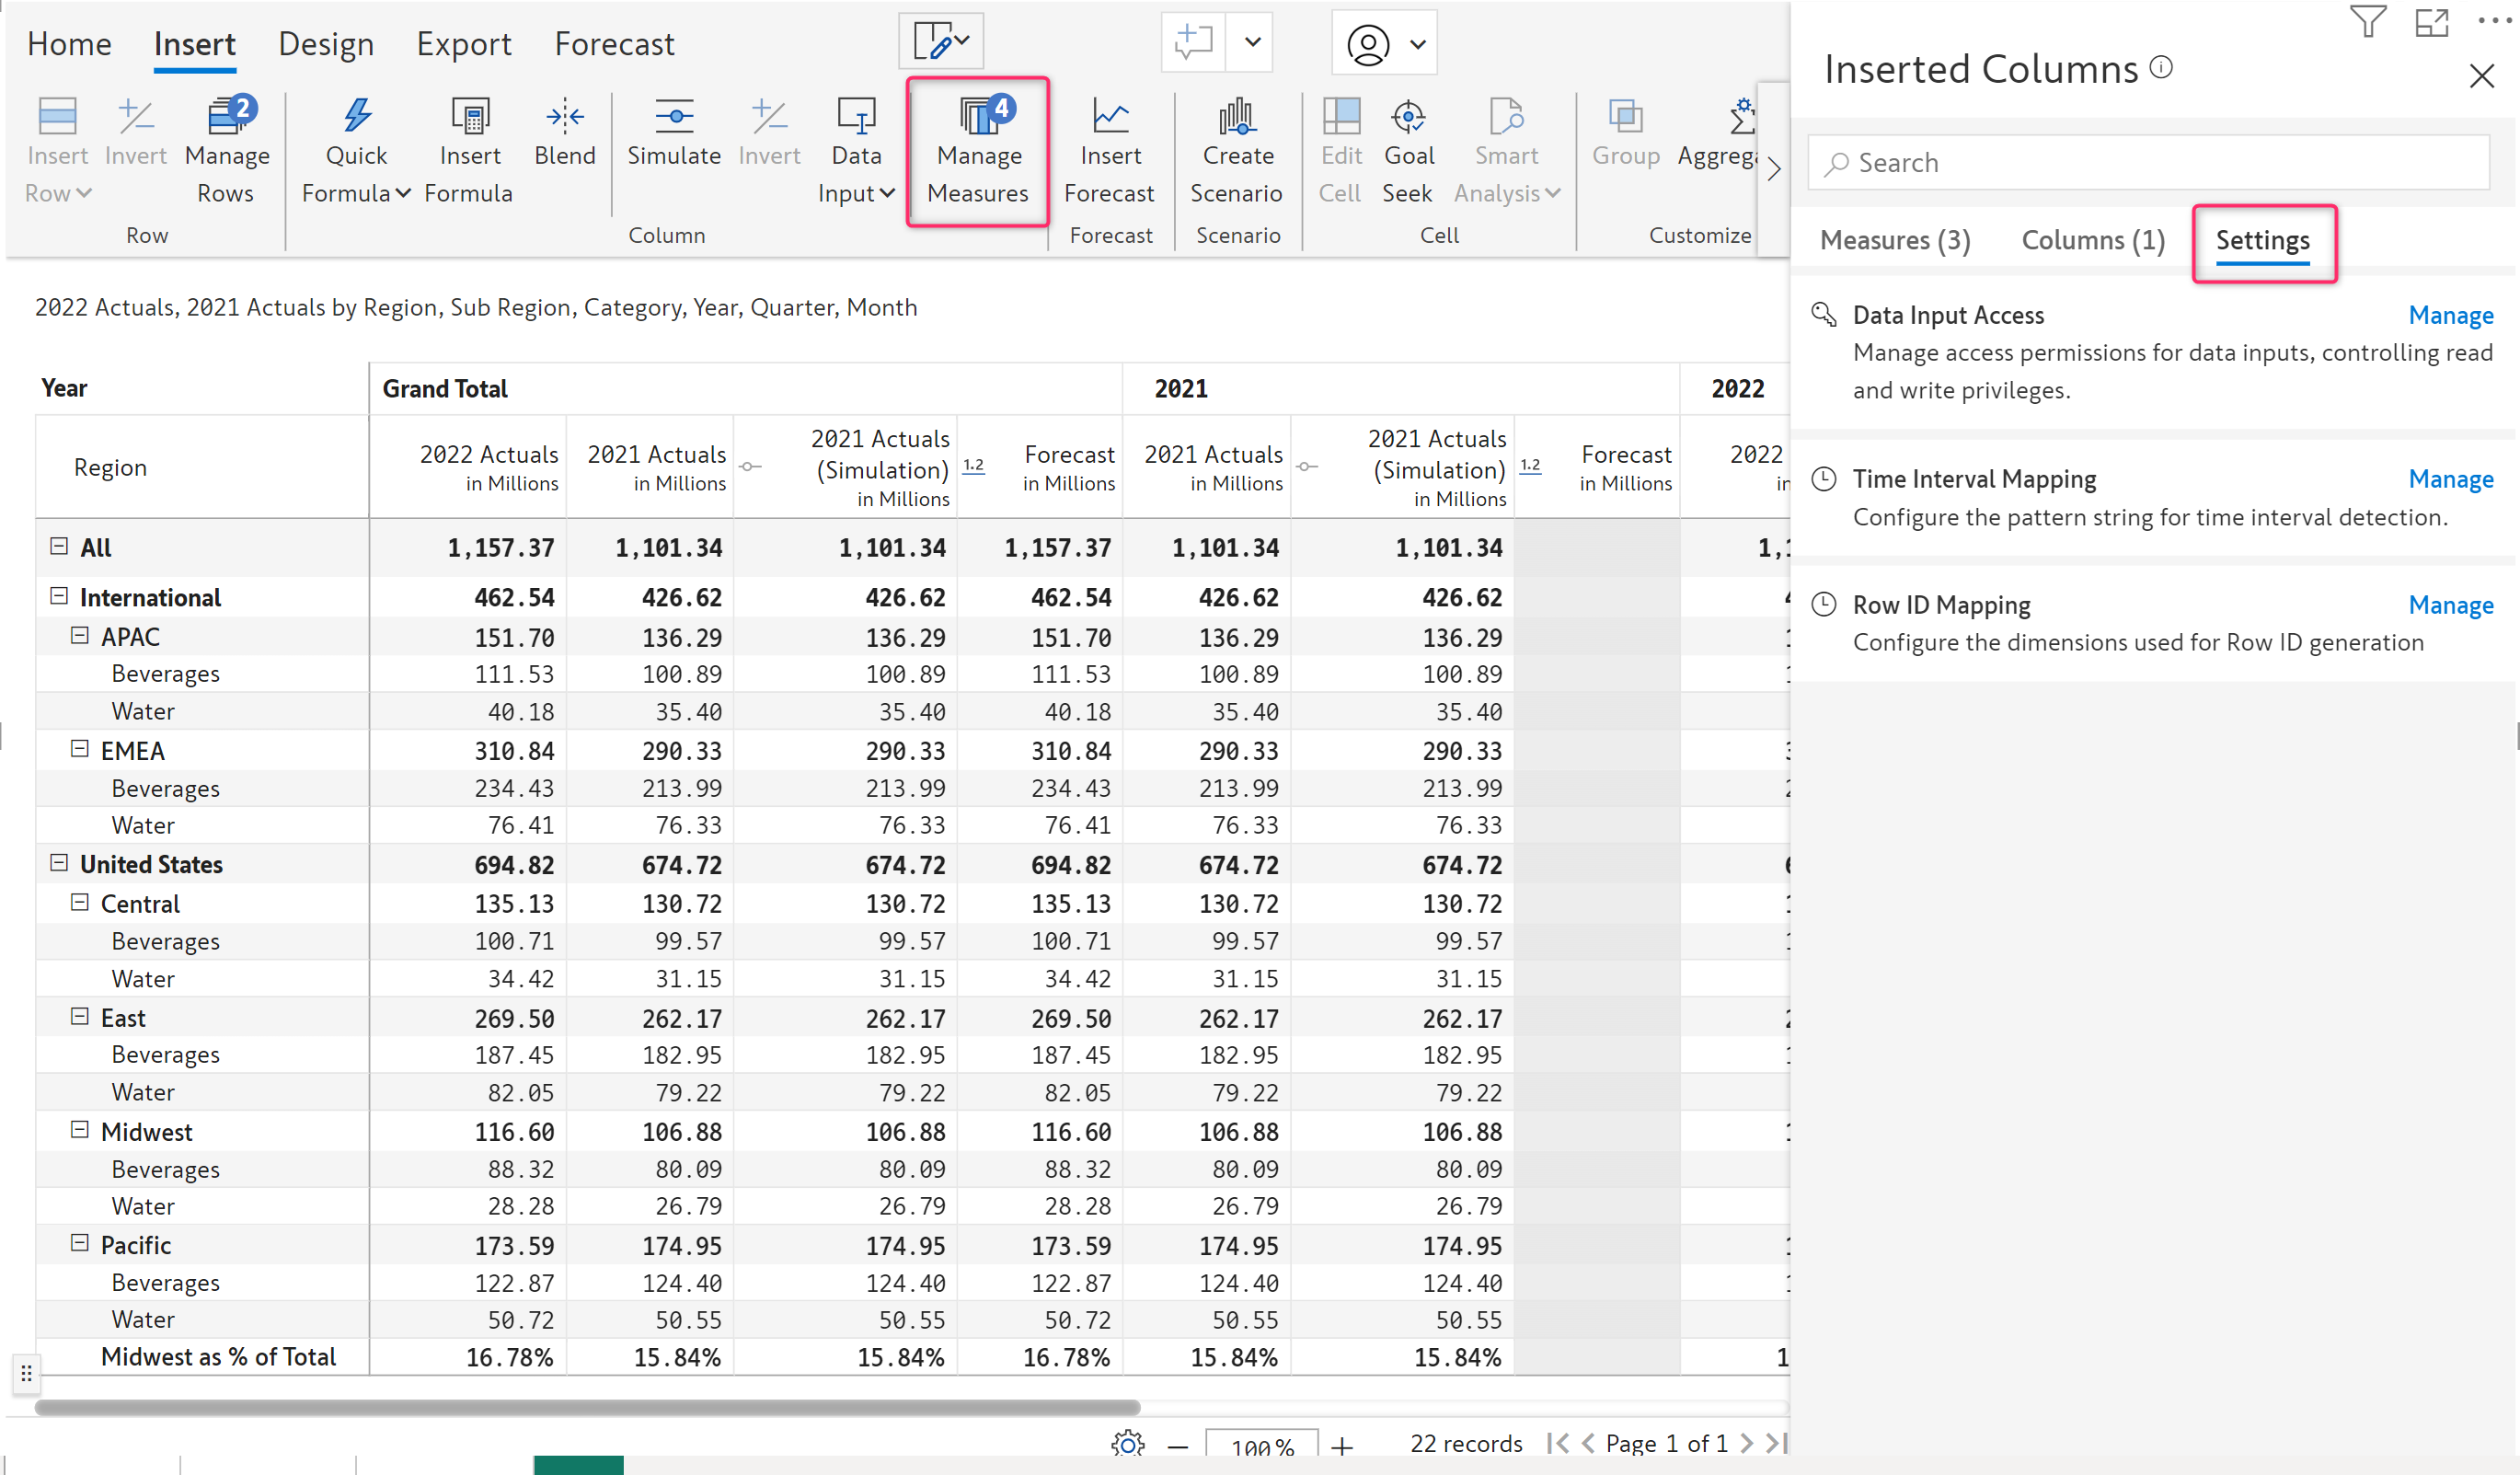 Home Insert Design Export Forecast
Insert Row
Invert
Manage Rows
2
Row
Quick Formula
Insert Formula
Blend
Simulate
Invert
Data Input
Manage Measures
4
Column
Insert Forecast
Forecast
Create Scenario
Scenario
Edit Cell
Goal Seek
Smart Analysis
Cell
Group
Customize
2022 Actuals, 2021 Actuals by Region, Sub Region, Category, Year, Quarter, Month
Year Grand Total 2021 2022
Region
2022 Actuals in Millions
2021 Actuals in Millions
2021 Actuals (Simulation) in Millions
1.2 Forecast in Millions
2021 Actuals in Millions
2021 Actuals (Simulation) in Millions
1.2 Forecast in Millions
2022
All 1,157.37 1,101.34 1,101.34 1,157.37 1,101.34 1,101.34
International 462.54 426.62 426.62 462.54 426.62 426.62
APAC 151.70 136.29 136.29 151.70 136.29 136.29
Beverages 111.53 100.89 100.89 111.53 100.89 100.89
Water 40.18 35.40 35.40 40.18 35.40 35.40
EMEA 310.84 290.33 290.33 310.84 290.33 290.33
Beverages 234.43 213.99 213.99 234.43 213.99 213.99
Water 76.41 76.33 76.33 76.41 76.33 76.33
United States 694.82 674.72 674.72 694.82 674.72 674.72
Central 135.13 130.72 130.72 135.13 130.72 130.72
Beverages 100.71 99.57 99.57 100.71 99.57 99.57
Water 34.42 31.15 31.15 34.42 31.15 31.15
East 269.50 262.17 262.17 269.50 262.17 262.17
Beverages 187.45 182.95 182.95 187.45 182.95 182.95
Water 82.05 79.22 79.22 82.05 79.22 79.22
Midwest 116.60 106.88 106.88 116.60 106.88 106.88
Beverages 88.32 80.09 80.09 88.32 80.09 80.09
Water 28.28 26.79 26.79 28.28 26.79 26.79
Pacific 173.59 174.95 174.95 173.59 174.95 174.95
Beverages 122.87 124.40 124.40 122.87 124.40 124.40
Water 50.72 50.55 50.55 50.72 50.55 50.55
Midwest as % of Total 16.78% 15.84% 15.84% 16.78% 15.84% 15.84%
100% 22 records Page 1 of 1
Inserted Columns
Search
Measures (3) Columns (1) Settings
Data Input Access Manage
Manage access permissions for data inputs, controlling read
and write privileges.
Time Interval Mapping Manage
Configure the pattern string for time interval detection.
Row ID Mapping Manage
Configure the dimensions used for Row ID generation